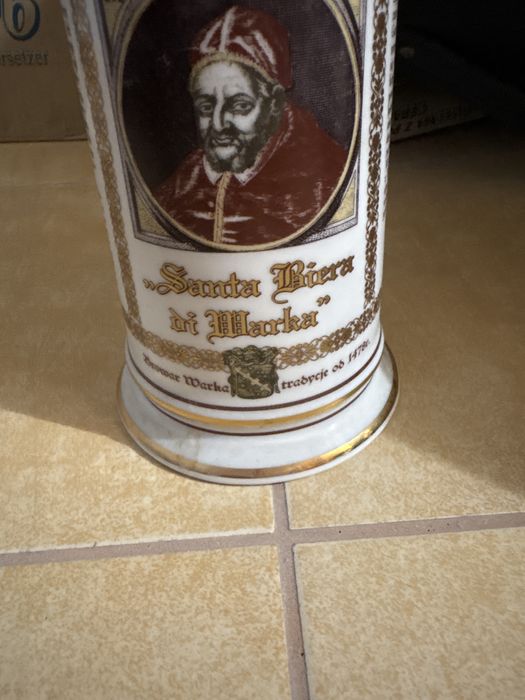 „Santa Biera
di Warka”
Browar Warka tradycje od 1478r.